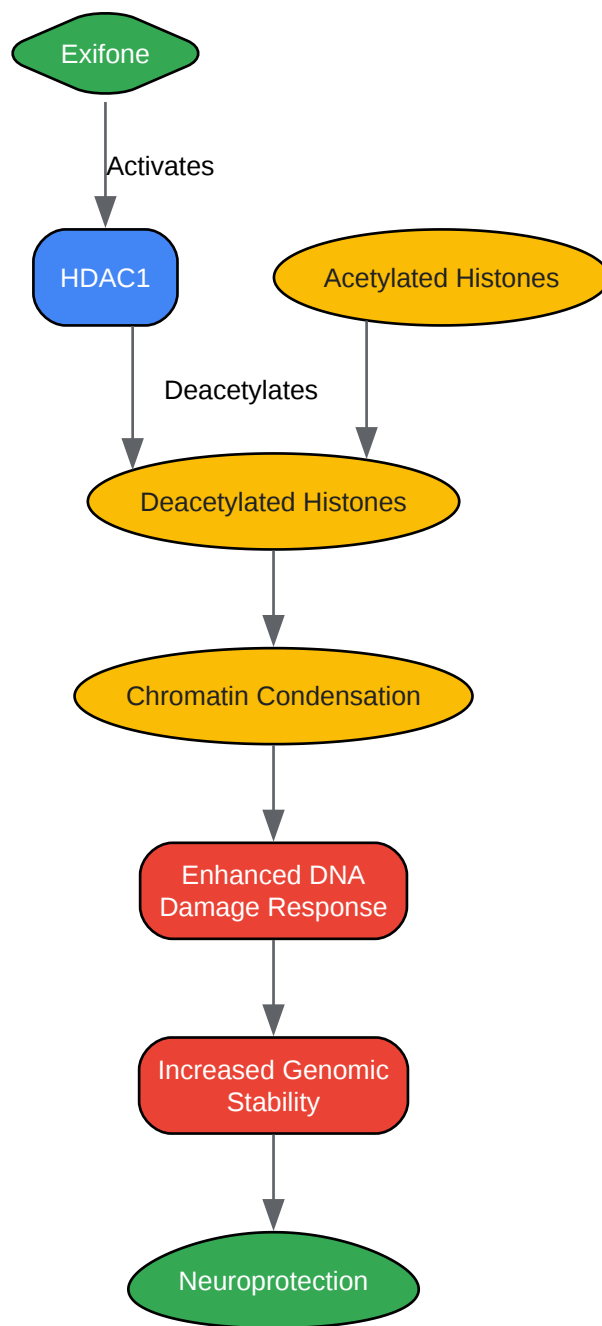 Exifone
Activates
HDAC1
Acetylated Histones
Deacetylates
Deacetylated Histones
Chromatin Condensation
Enhanced DNA
Damage Response
Increased Genomic
Stability
Neuroprotection